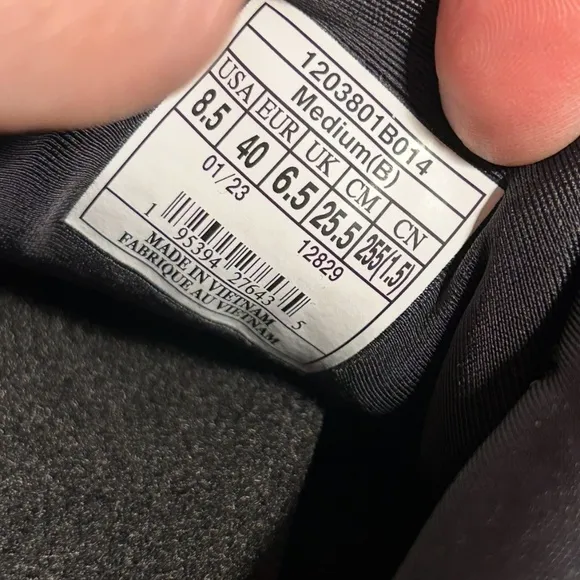 1203801B014
Medium(B)
USA EUR UK CM CN
8.5 40 6.5 25.5 255(1.5)
01/23 12829
1 95394 27643 5
MADE IN VIETNAM
FABRIQUE AU VIETNAM